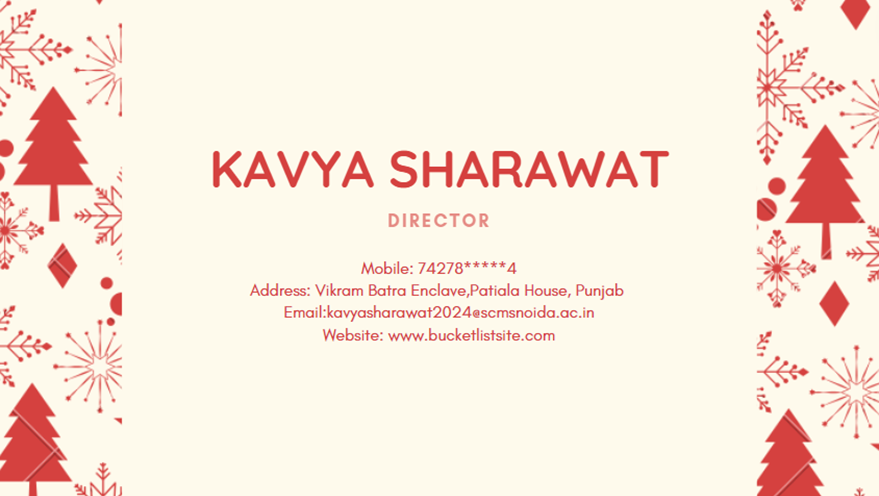 KAVYA SHARAWAT
DIRECTOR
Mobile: 74278*****4
Address: Vikram Batra Enclave,Patiala House, Punjab
Email:kavyasharawat2024@scmsnoida.ac.in
Website: www.bucketlistsite.com